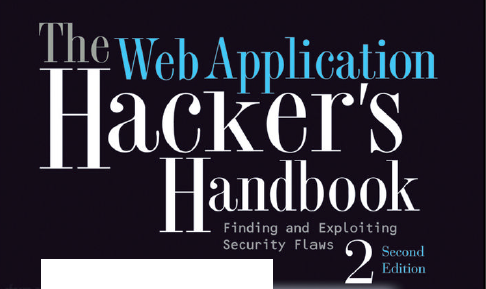 The Web Application
Hacker's
Handbook
Finding and Exploiting
Security Flaws
2 Second
Edition